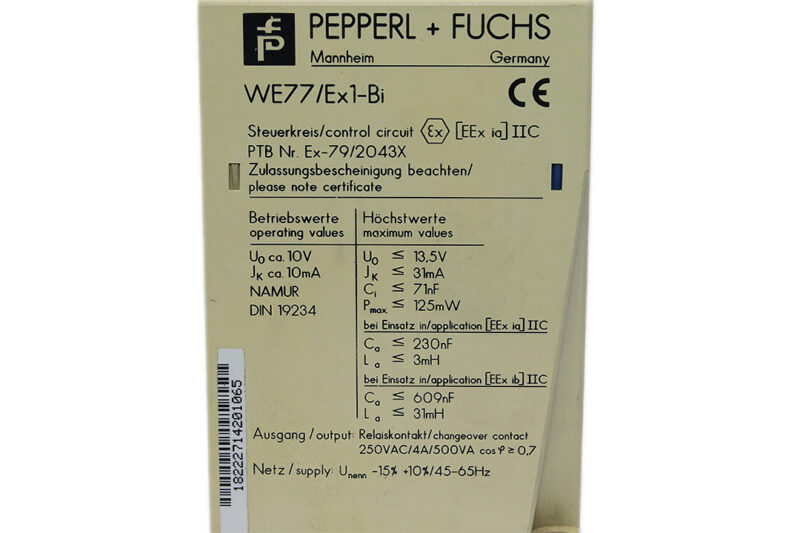 PEPPERL + FUCHS
Mannheim Germany
WE77/Ex1-Bi CE
Steuerkreis/control circuit Ex [EEx ia] IIC
PTB Nr. Ex-79/2043X
Zulassungsbescheinigung beachten/
please note certificate
Betriebswerte
operating values
U₀ ca. 10V
Jₖ ca. 10mA
NAMUR
DIN 19234
Höchstwerte
maximum values
U₀ ≤ 13,5V
Jₖ ≤ 31mA
Cᵢ ≤ 71nF
Pmax. ≤ 125mW
bei Einsatz in/application [EEx ia] IIC
Cₐ ≤ 230nF
Lₐ ≤ 3mH
bei Einsatz in/application [EEx ib] IIC
Cₐ ≤ 609nF
Lₐ ≤ 31mH
Ausgang / output: Relaiskontakt/changeover contact
250VAC/4A/500VA cos φ ≥ 0,7
Netz / supply: Unenn -15% +10%/45-65Hz
18222714201065